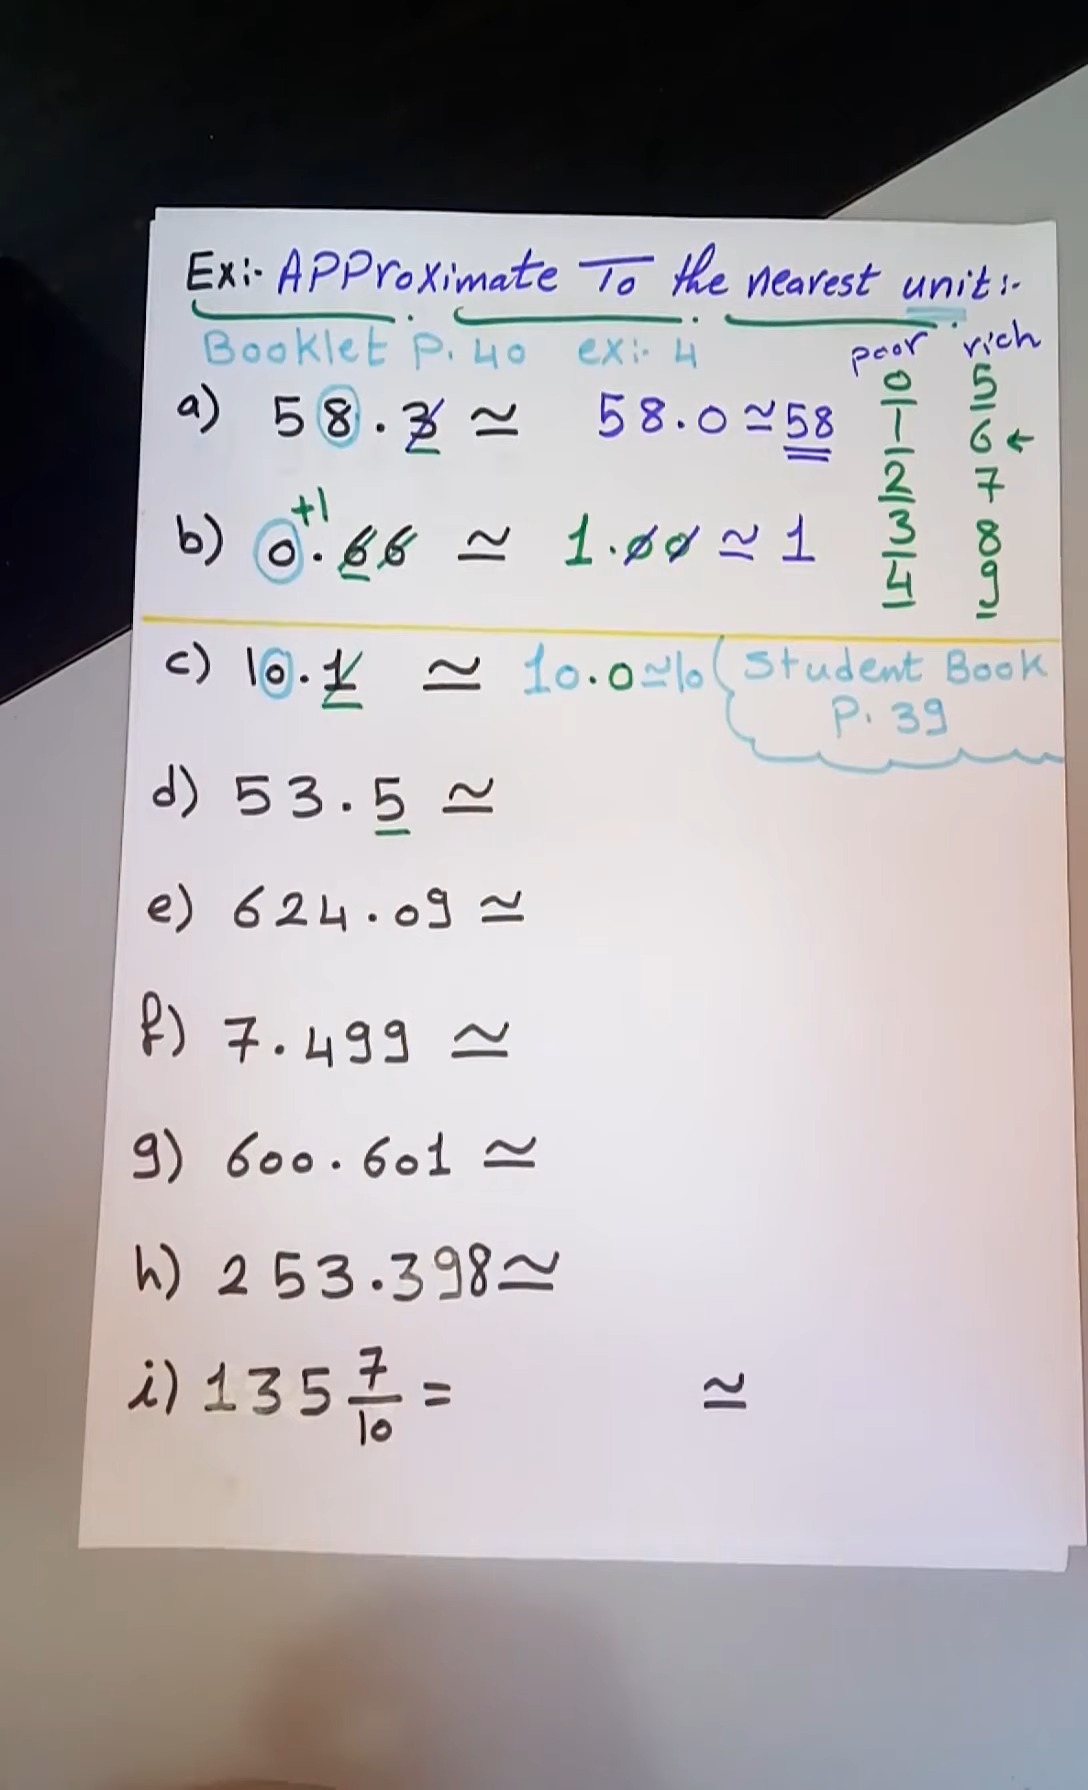 Ex:- APPRoximate To the nearest unit:-
Booklet P. 40 ex:- 4
poor rich
0 5
1 6 ←
2 7
3 8
4 9
a) 58.3 ≃ 58.0 ≃ 58
+1
b) 0.66 ≃ 1.00 ≃ 1
c) 10.1 ≃ 10.0 ≃ 10 Student Book
P. 39
d) 53.5 ≃
e) 624.09 ≃
f) 7.499 ≃
g) 600.601 ≃
h) 253.398 ≃
i) 135 7/10 = ≃